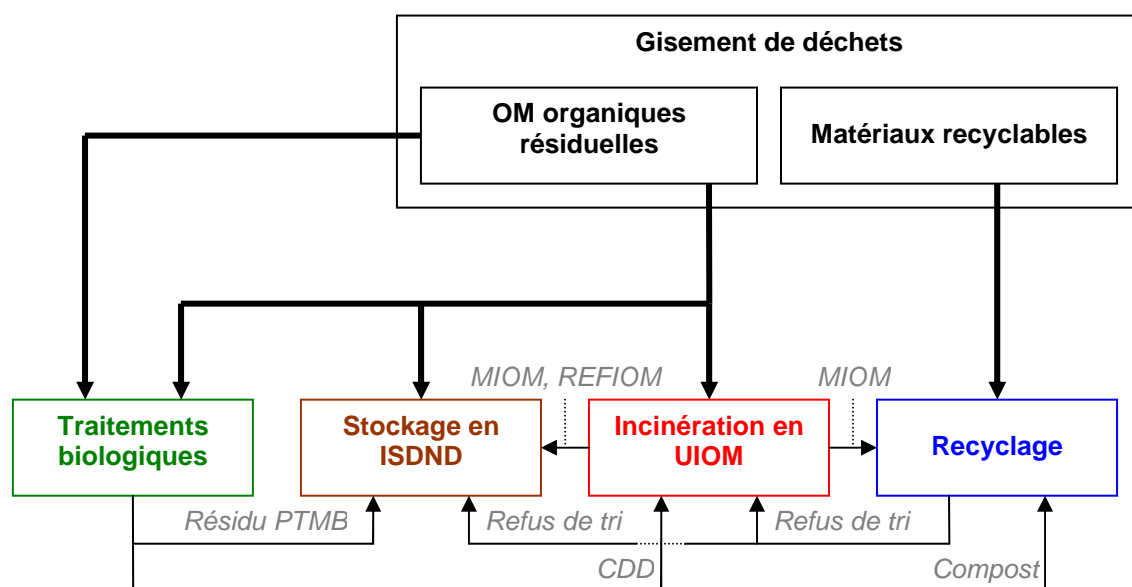 Gisement de déchets
OM organiques
résiduelles
Matériaux recyclables
MIOM, REFIOM
MIOM
Traitements
biologiques
Stockage en
ISDND
Incinération en
UIOM
Recyclage
Résidu PTMB
Refus de tri
Refus de tri
CDD
Compost